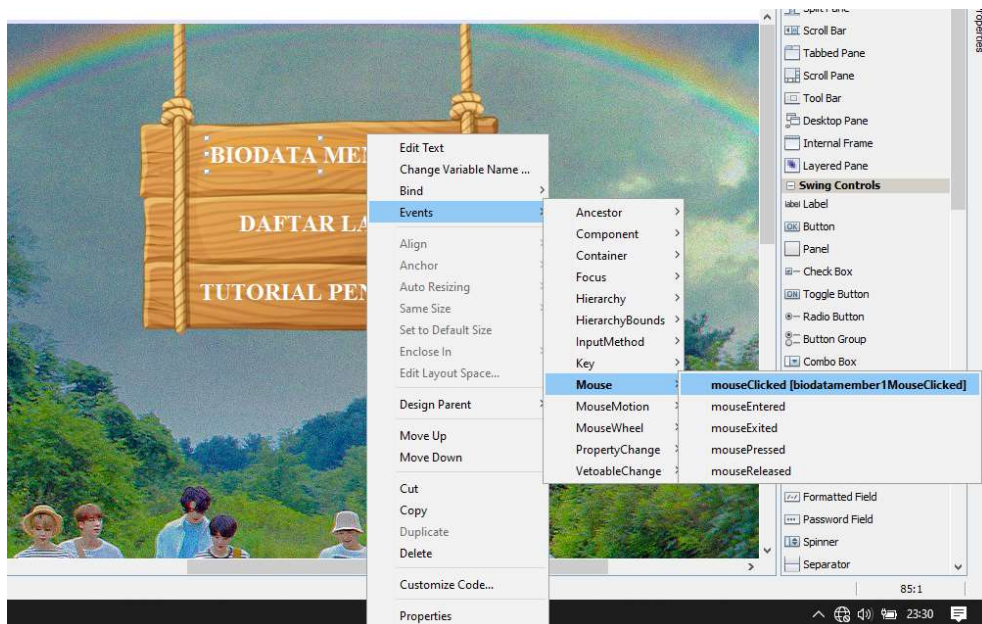 BIODATA MEM
DAFTAR LA
TUTORIAL PEN
Edit Text
Change Variable Name ...
Bind
Events
Align
Anchor
Auto Resizing
Same Size
Set to Default Size
Enclose In
Edit Layout Space...
Design Parent
Move Up
Move Down
Cut
Copy
Duplicate
Delete
Customize Code...
Properties
Ancestor
Component
Container
Focus
Hierarchy
HierarchyBounds
InputMethod
Key
Mouse
MouseMotion
MouseWheel
PropertyChange
VetoableChange
mouseClicked [biodatamember1MouseClicked]
mouseEntered
mouseExited
mousePressed
mouseReleased
Scroll Bar
Tabbed Pane
Scroll Pane
Tool Bar
Desktop Pane
Internal Frame
Layered Pane
Swing Controls
label Label
OK Button
Panel
Check Box
ON Toggle Button
Radio Button
Button Group
Combo Box
Formatted Field
Password Field
Spinner
Separator
85:1
23:30